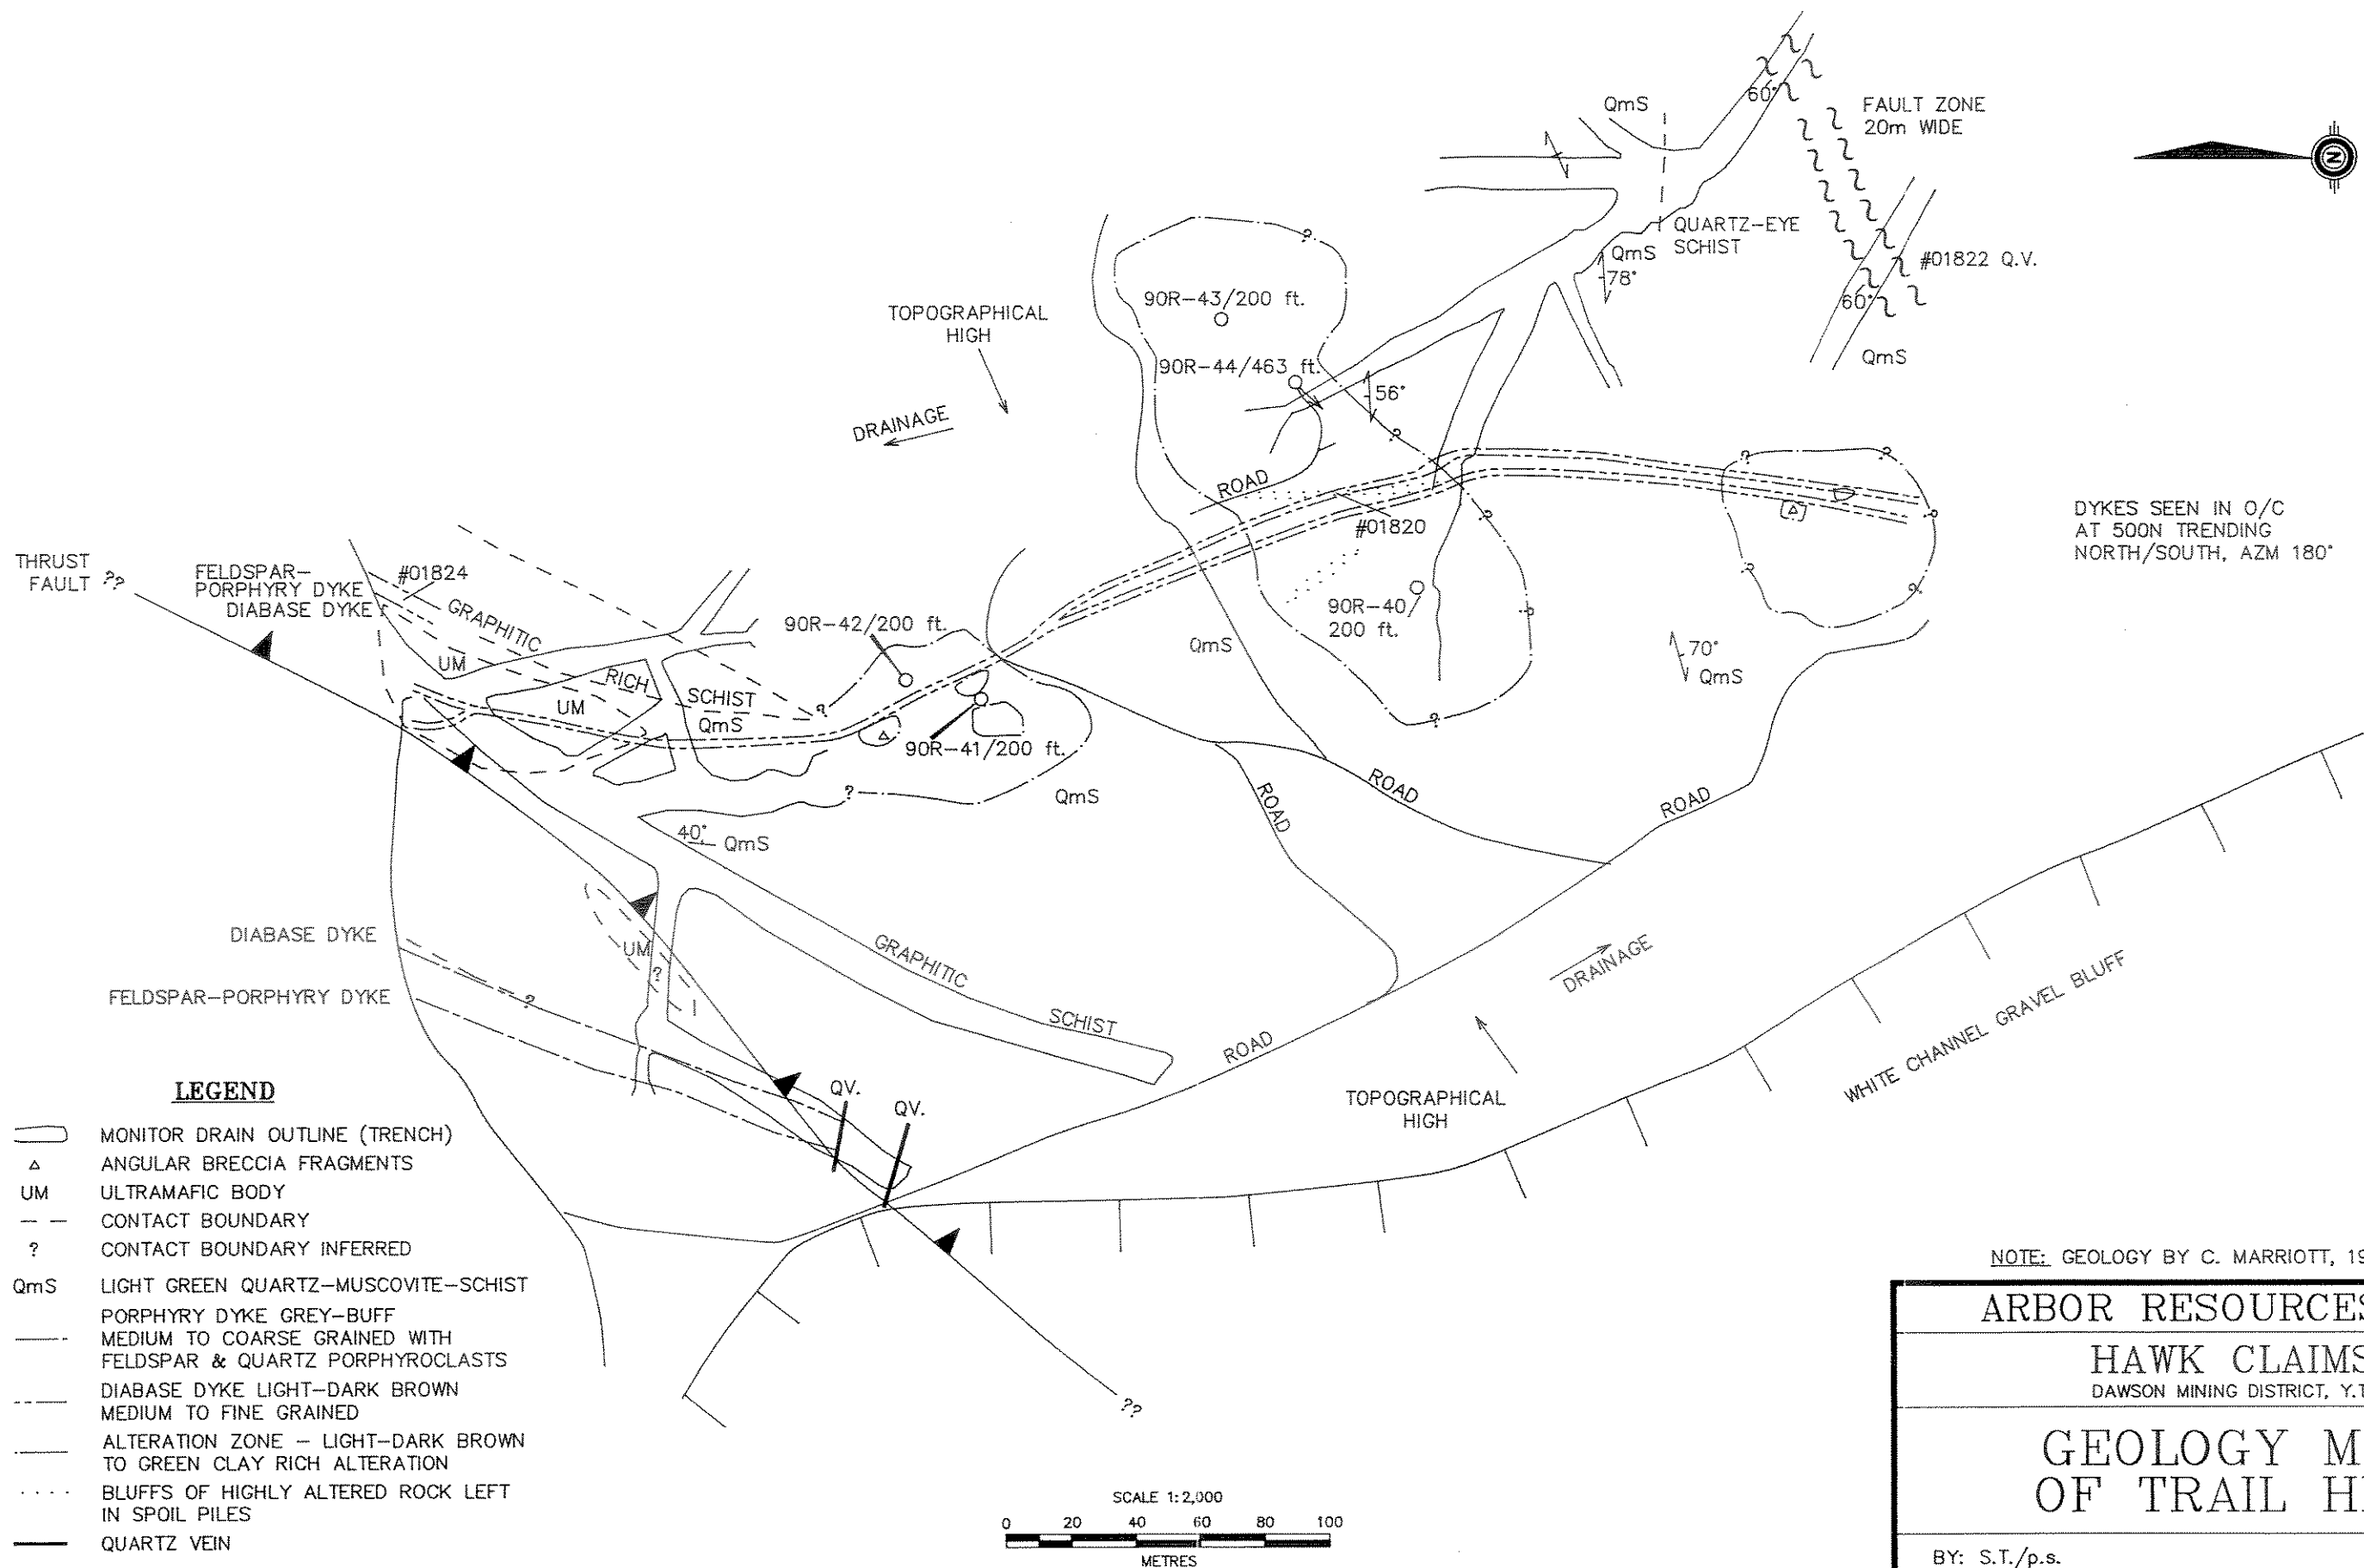 QmS
60°
FAULT ZONE
20m WIDE
N
QUARTZ-EYE
SCHIST
QmS
78°
#01822 Q.V.
60°
QmS
90R-43/200 ft.
?
TOPOGRAPHICAL
HIGH
90R-44/463 ft.
56°
DRAINAGE
?
ROAD
#01820
?
?
?
?
?
?
?
DYKES SEEN IN O/C
AT 500N TRENDING
NORTH/SOUTH, AZM 180°
THRUST
FAULT ??
FELDSPAR-
PORPHYRY DYKE
DIABASE DYKE
#01824
GRAPHITIC
RICH
SCHIST
UM
UM
QmS
?
90R-42/200 ft.
90R-41/200 ft.
90R-40/
200 ft.
?
QmS
70°
QmS
?
QmS
?
40°
QmS
ROAD
ROAD
ROAD
DIABASE DYKE
UM
?
GRAPHITIC
SCHIST
FELDSPAR-PORPHYRY DYKE
?
DRAINAGE
WHITE CHANNEL GRAVEL BLUFF
ROAD
TOPOGRAPHICAL
HIGH
QV.
QV.
??
LEGEND
MONITOR DRAIN OUTLINE (TRENCH)
ANGULAR BRECCIA FRAGMENTS
UM ULTRAMAFIC BODY
CONTACT BOUNDARY
? CONTACT BOUNDARY INFERRED
QmS LIGHT GREEN QUARTZ-MUSCOVITE-SCHIST
PORPHYRY DYKE GREY-BUFF
MEDIUM TO COARSE GRAINED WITH
FELDSPAR & QUARTZ PORPHYROCLASTS
DIABASE DYKE LIGHT-DARK BROWN
MEDIUM TO FINE GRAINED
ALTERATION ZONE - LIGHT-DARK BROWN
TO GREEN CLAY RICH ALTERATION
BLUFFS OF HIGHLY ALTERED ROCK LEFT
IN SPOIL PILES
QUARTZ VEIN
SCALE 1:2,000
0 20 40 60 80 100
METRES
NOTE: GEOLOGY BY C. MARRIOTT, 19
ARBOR RESOURCES
HAWK CLAIMS
DAWSON MINING DISTRICT, Y.T
GEOLOGY M
OF TRAIL H
BY: S.T./p.s.